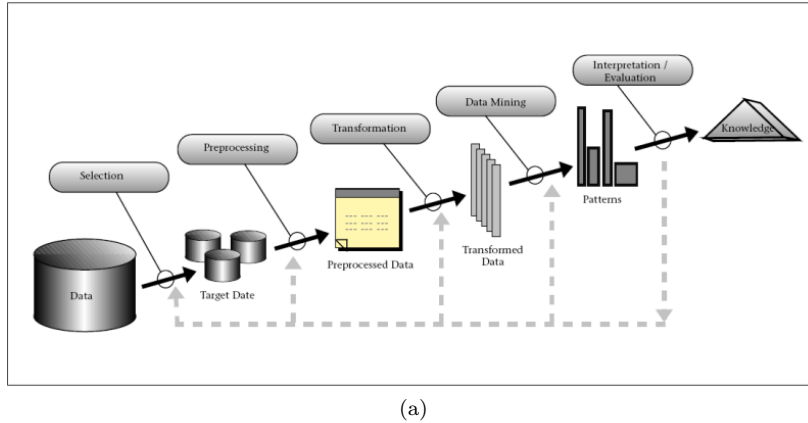 Interpretation /
Evaluation
Data Mining
Knowledge
Transformation
Preprocessing
Selection
Patterns
Transformed
Data
Preprocessed Data
Target Date
Data
(a)